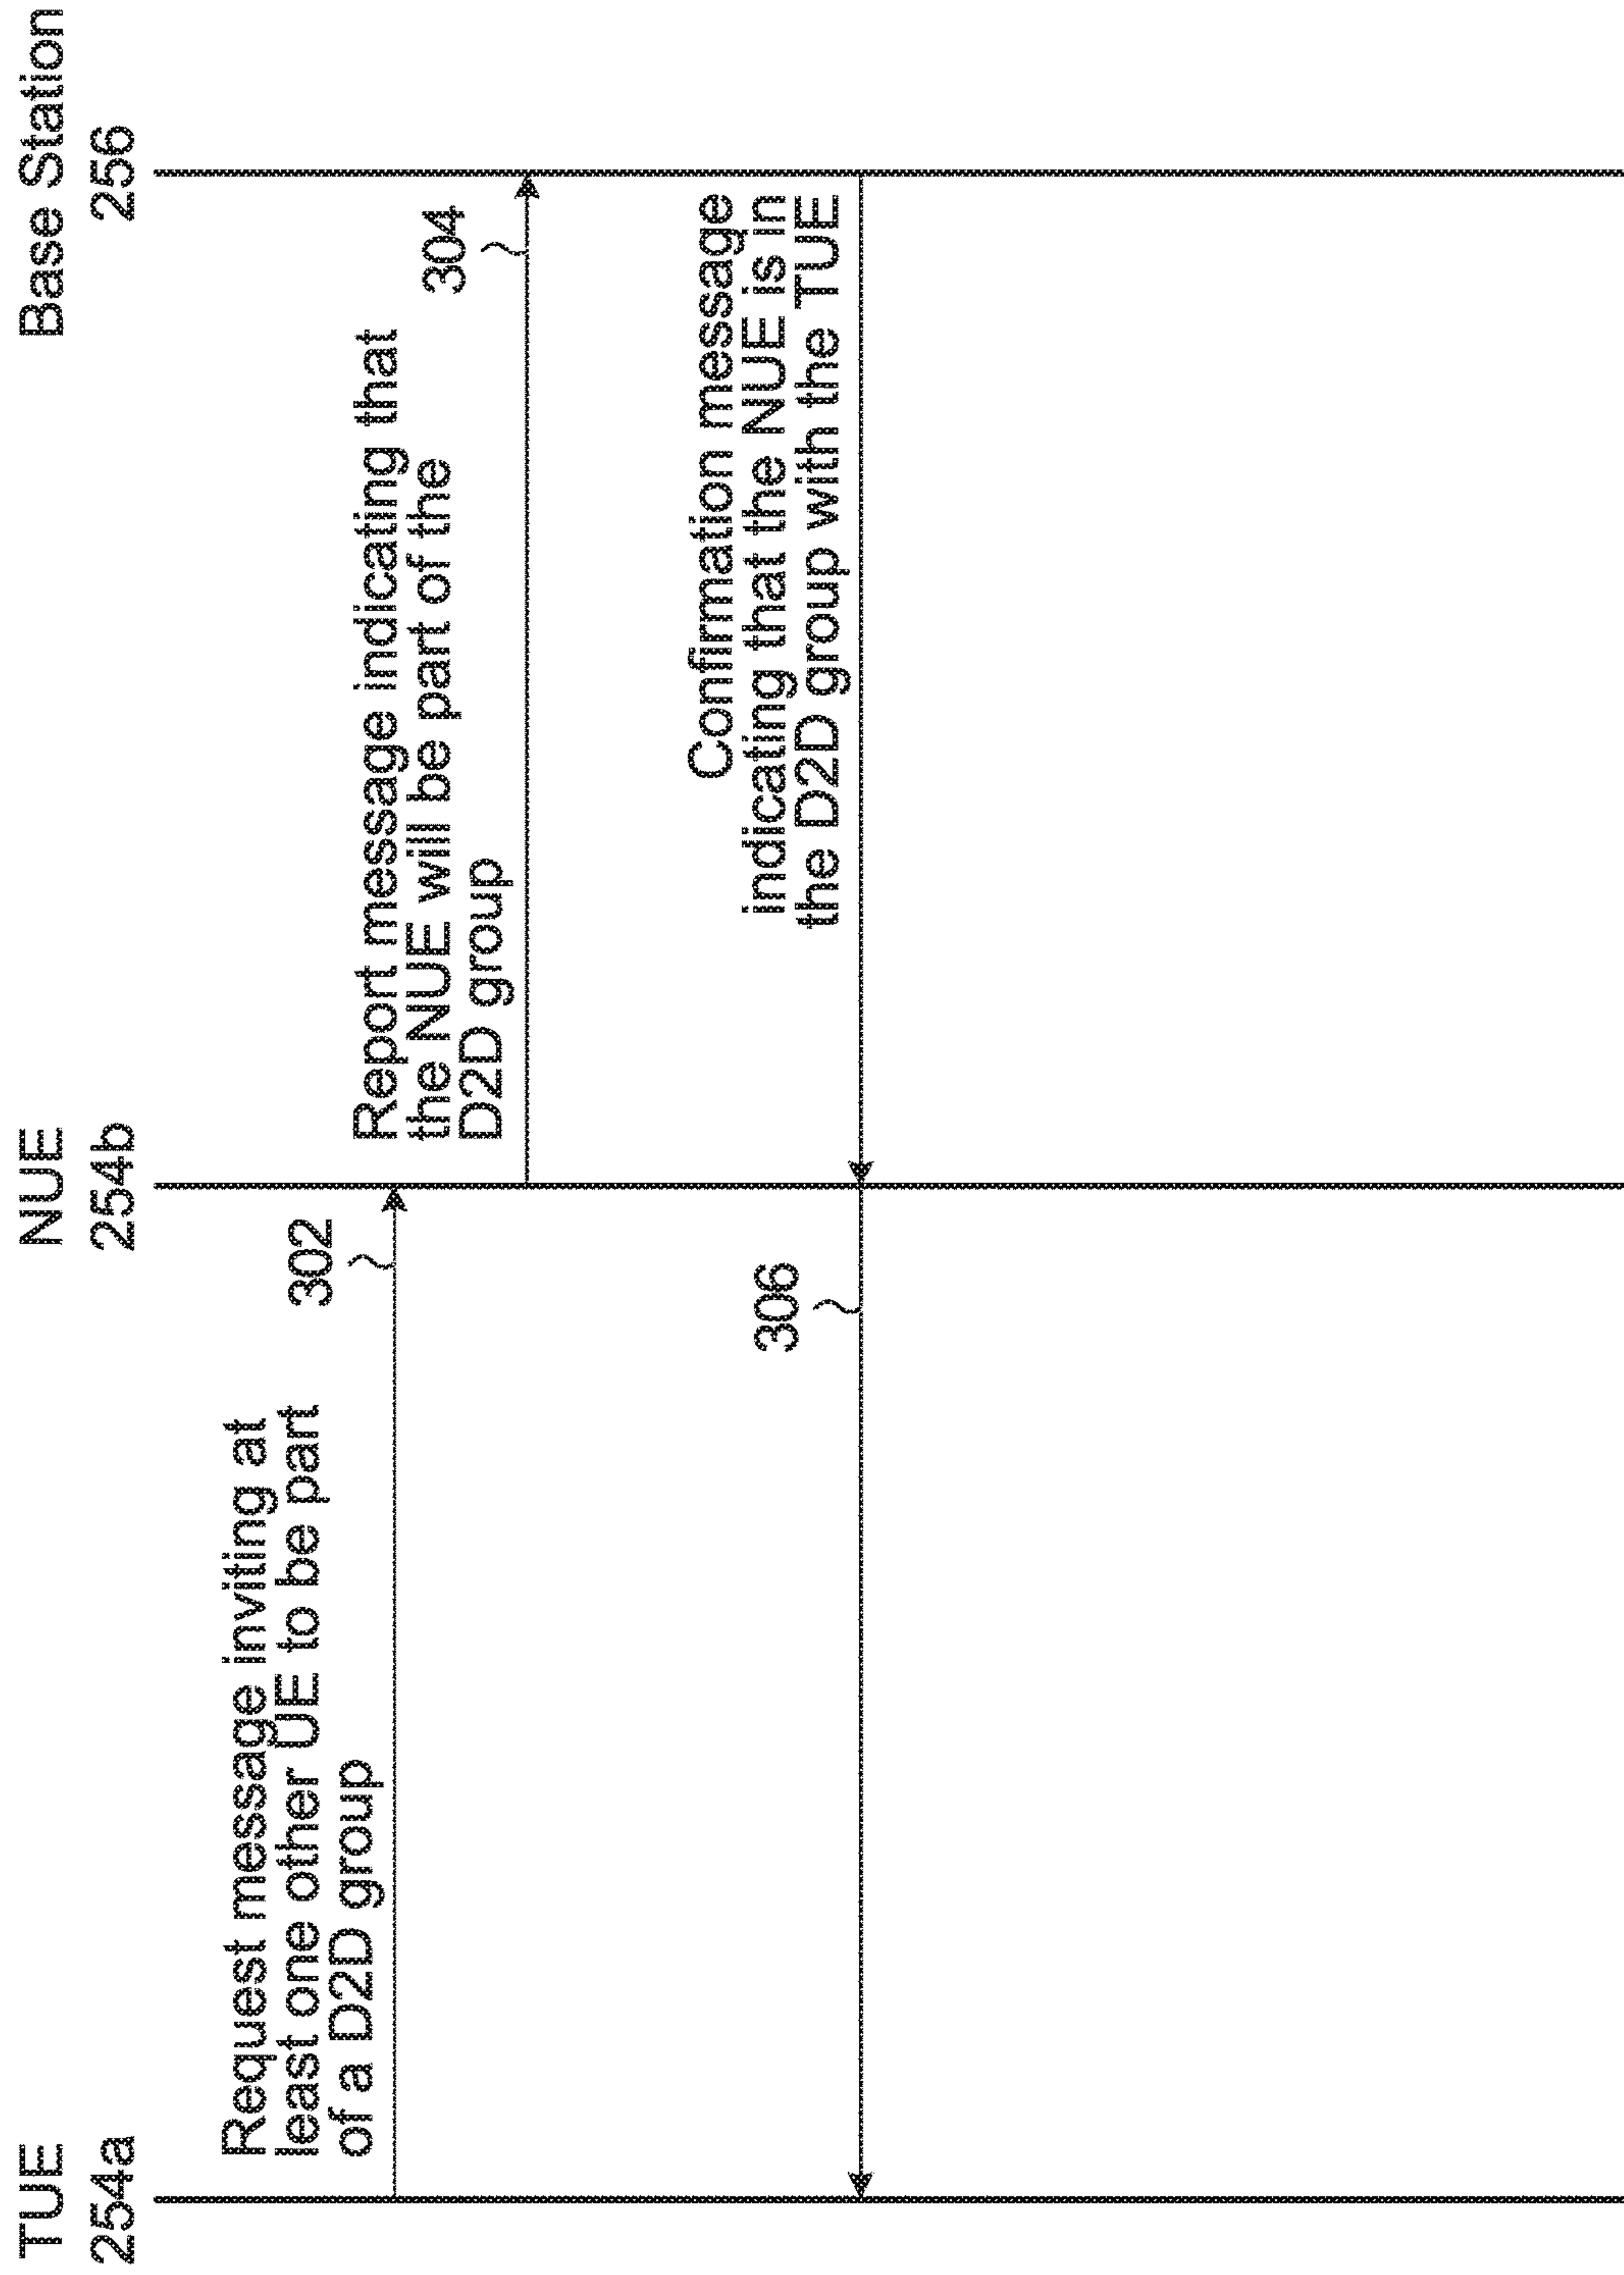 TUE
254a
NUE
254b
Base Station
256
Request message inviting at
least one other UE to be part
of a D2D group
302
Report message indicating that
the NUE will be part of the
D2D group
304
Confirmation message
indicating that the NUE is in
the D2D group with the TUE
306